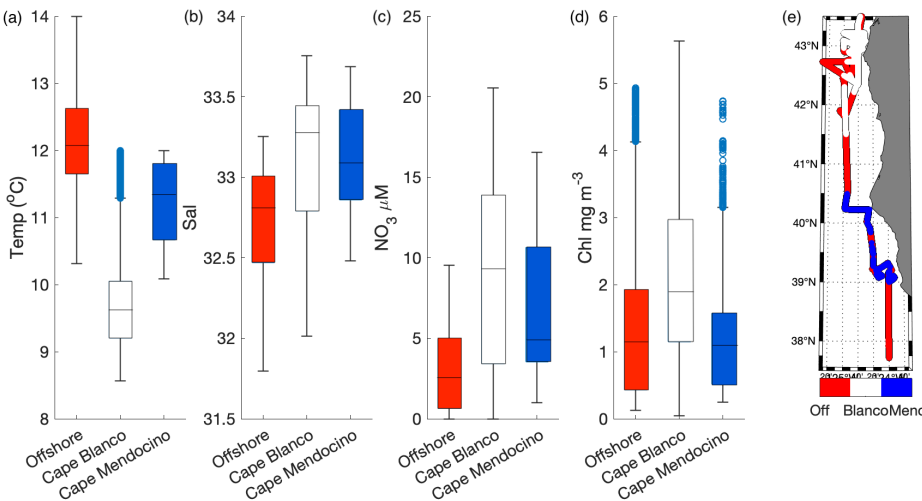 (a)
14
13
12
11
10
9
8
Temp (⁰C)
Offshore
Cape Blanco
Cape Mendocino
(b)
34
33.5
33
32.5
32
31.5
Sal
Offshore
Cape Blanco
Cape Mendocino
(c)
25
20
15
10
5
0
NO₃ μM
Offshore
Cape Blanco
Cape Mendocino
(d)
6
5
4
3
2
1
0
Chl mg m⁻³
Offshore
Cape Blanco
Cape Mendocino
(e)
43°N
42°N
41°N
40°N
39°N
38°N
Off BlancoMend